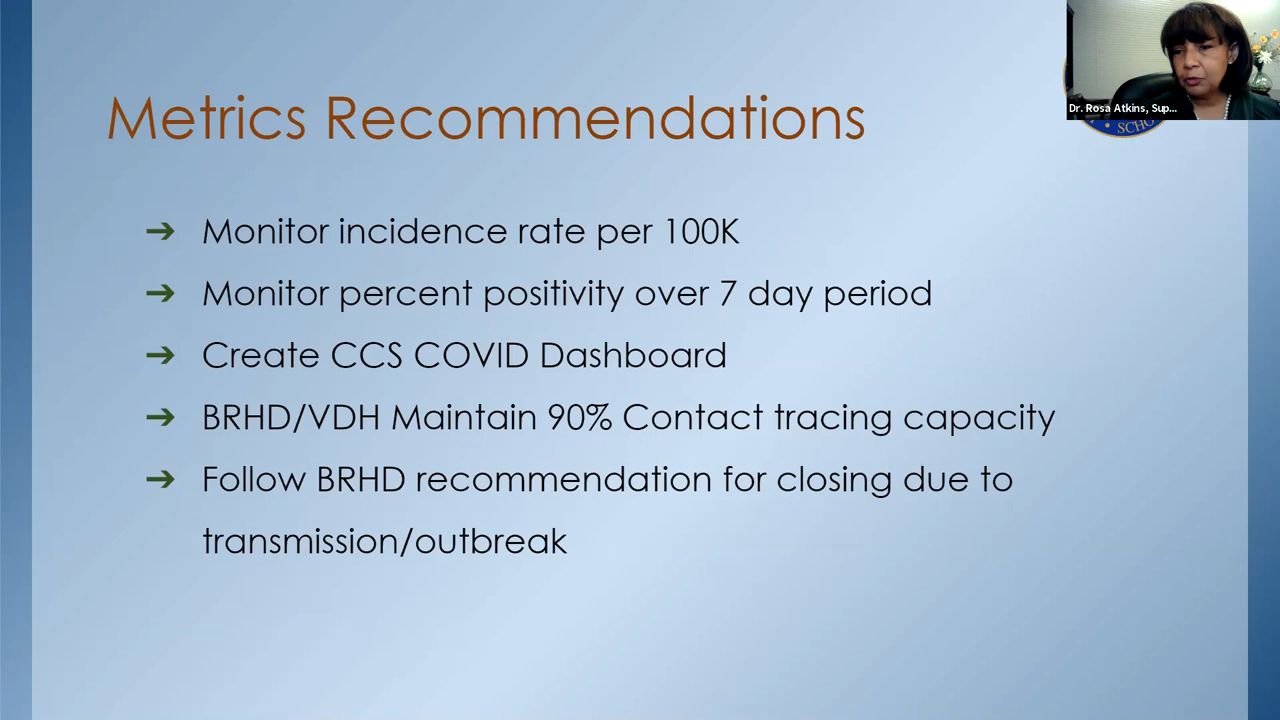 Metrics Recommendations
Dr. Rosa Atkins, Sup...
SCHO
➔ Monitor incidence rate per 100K
➔ Monitor percent positivity over 7 day period
➔ Create CCS COVID Dashboard
➔ BRHD/VDH Maintain 90% Contact tracing capacity
➔ Follow BRHD recommendation for closing due to
transmission/outbreak